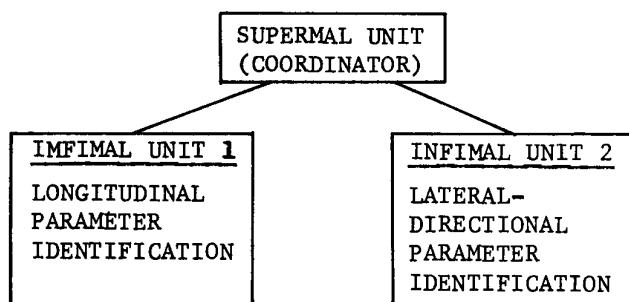 SUPERMAL UNIT
(COORDINATOR)
IMFIMAL UNIT 1
LONGITUDINAL
PARAMETER
IDENTIFICATION
INFIMAL UNIT 2
LATERAL-
DIRECTIONAL
PARAMETER
IDENTIFICATION